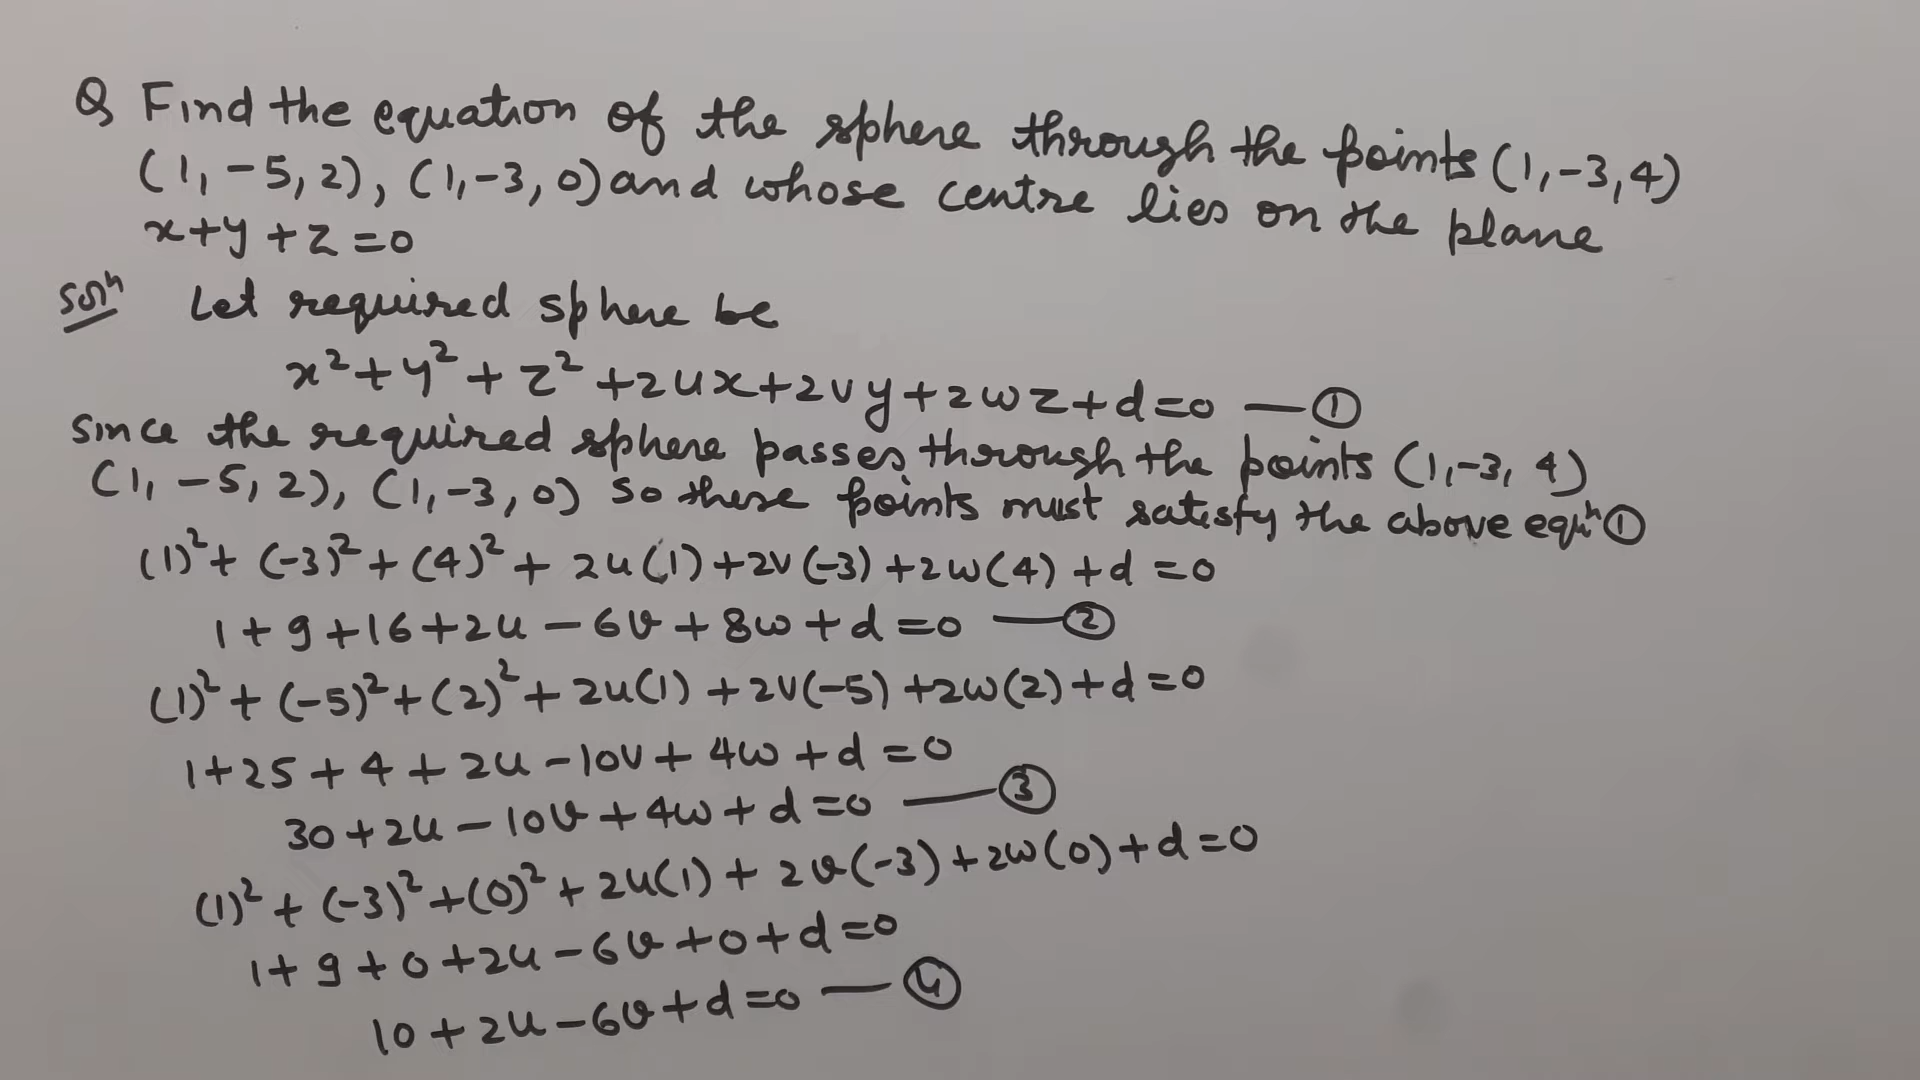 Q Find the equation of the sphere through the points (1,-3,4)
(1, -5, 2), (1,-3, 0) and whose centre lies on the plane
x+y+z=0
Solⁿ Let required sphere be
x²+y²+z²+2ux+2vy+2wz+d=0 —①
Since the required sphere passes through the points (1,-3, 4)
(1, -5, 2), (1,-3, 0) so these points must satisfy the above equⁿ①
(1)²+ (-3)²+(4)²+ 2u(1)+2v(-3)+2w(4)+d=0
1+9+16+2u-6v+8w+d=0 —②
(1)²+(-5)²+(2)²+2u(1)+2v(-5)+2w(2)+d=0
1+25+4+2u-10v+4w+d=0
30+2u-10v+4w+d=0 —③
(1)²+(-3)²+(0)²+2u(1)+2v(-3)+2w(0)+d=0
1+9+0+2u-6v+0+d=0
10+2u-6v+d=0 —④